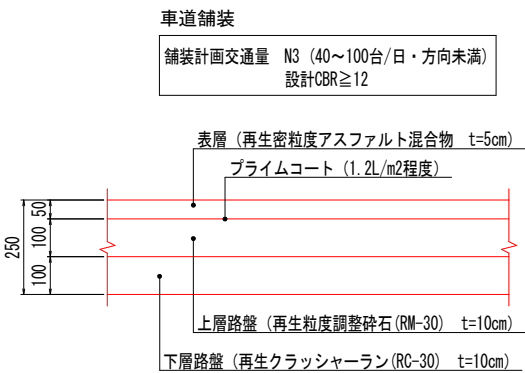 車道舗装
舗装計画交通量 N3 (40～100台/日・方向未満)
設計CBR≧12
表層 (再生密粒度アスファルト混合物 t=5cm)
プライムコート (1.2L/m2程度)
50
100
250
100
上層路盤 (再生粒度調整砕石(RM-30) t=10cm)
下層路盤 (再生クラッシャーラン(RC-30) t=10cm)